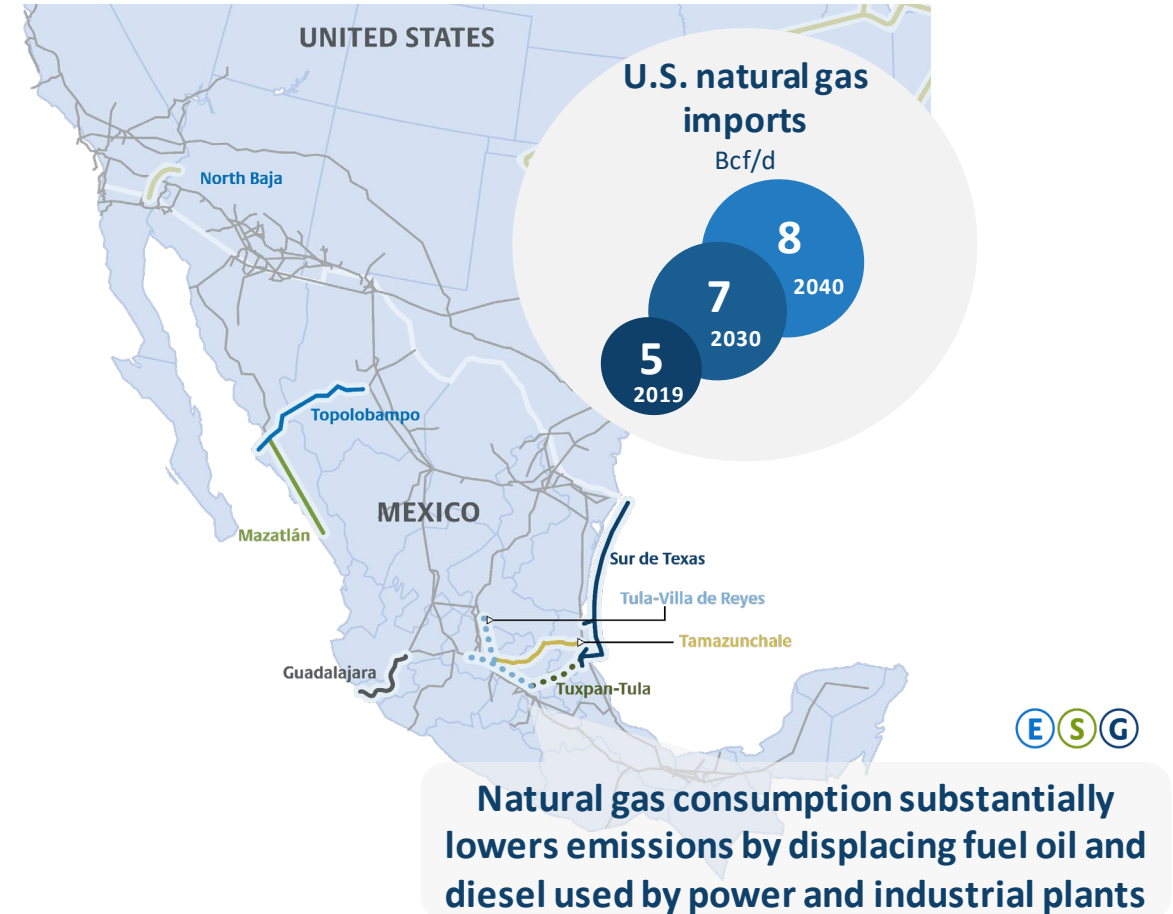 UNITED STATES
U.S. natural gas
imports
Bcf/d
North Baja
8
2040
7
2030
5
2019
Topolobampo
MEXICO
Mazatlán
Sur de Texas
Tula-Villa de Reyes
Tamazunchale
Guadalajara
Tuxpan-Tula
E S G
Natural gas consumption substantially
lowers emissions by displacing fuel oil and
diesel used by power and industrial plants